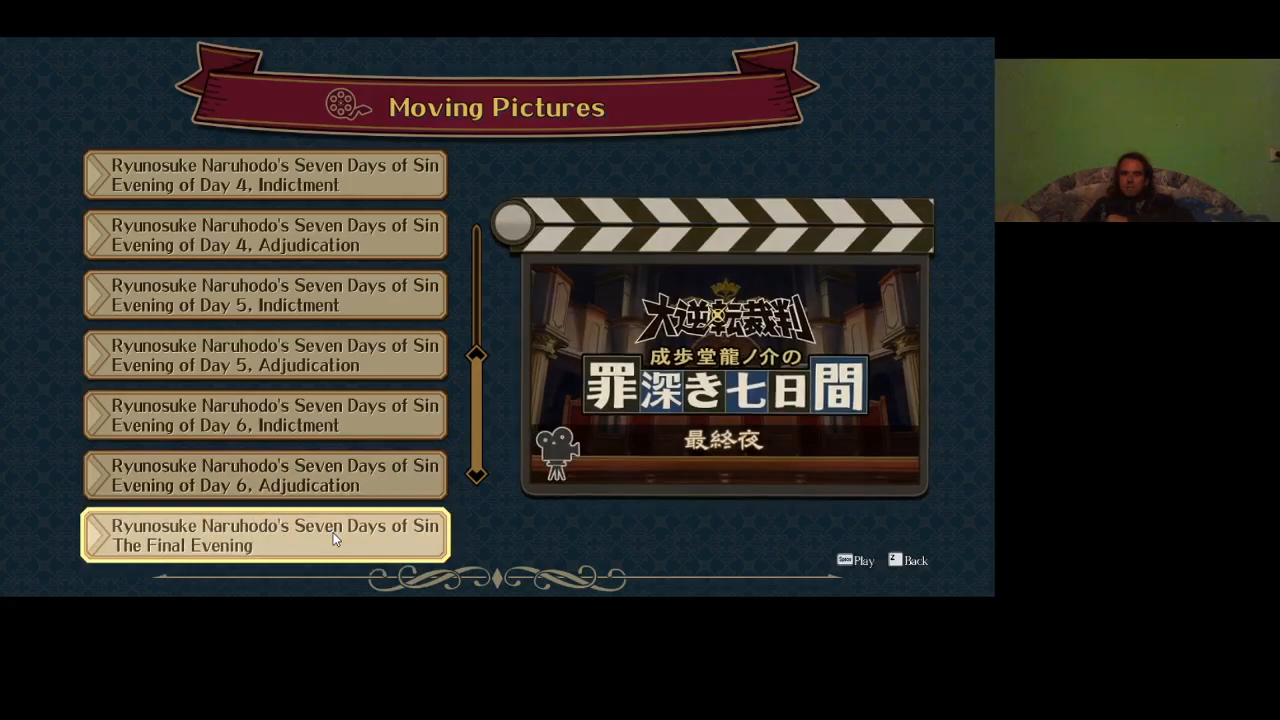 Moving Pictures
Ryunosuke Naruhodo's Seven Days of Sin
Evening of Day 4, Indictment
Ryunosuke Naruhodo's Seven Days of Sin
Evening of Day 4, Adjudication
Ryunosuke Naruhodo's Seven Days of Sin
Evening of Day 5, Indictment
Ryunosuke Naruhodo's Seven Days of Sin
Evening of Day 5, Adjudication
Ryunosuke Naruhodo's Seven Days of Sin
Evening of Day 6, Indictment
Ryunosuke Naruhodo's Seven Days of Sin
Evening of Day 6, Adjudication
Ryunosuke Naruhodo's Seven Days of Sin
The Final Evening
大逆転裁判
成歩堂龍ノ介の
罪深き七日間
最終夜
Space Play Z Back